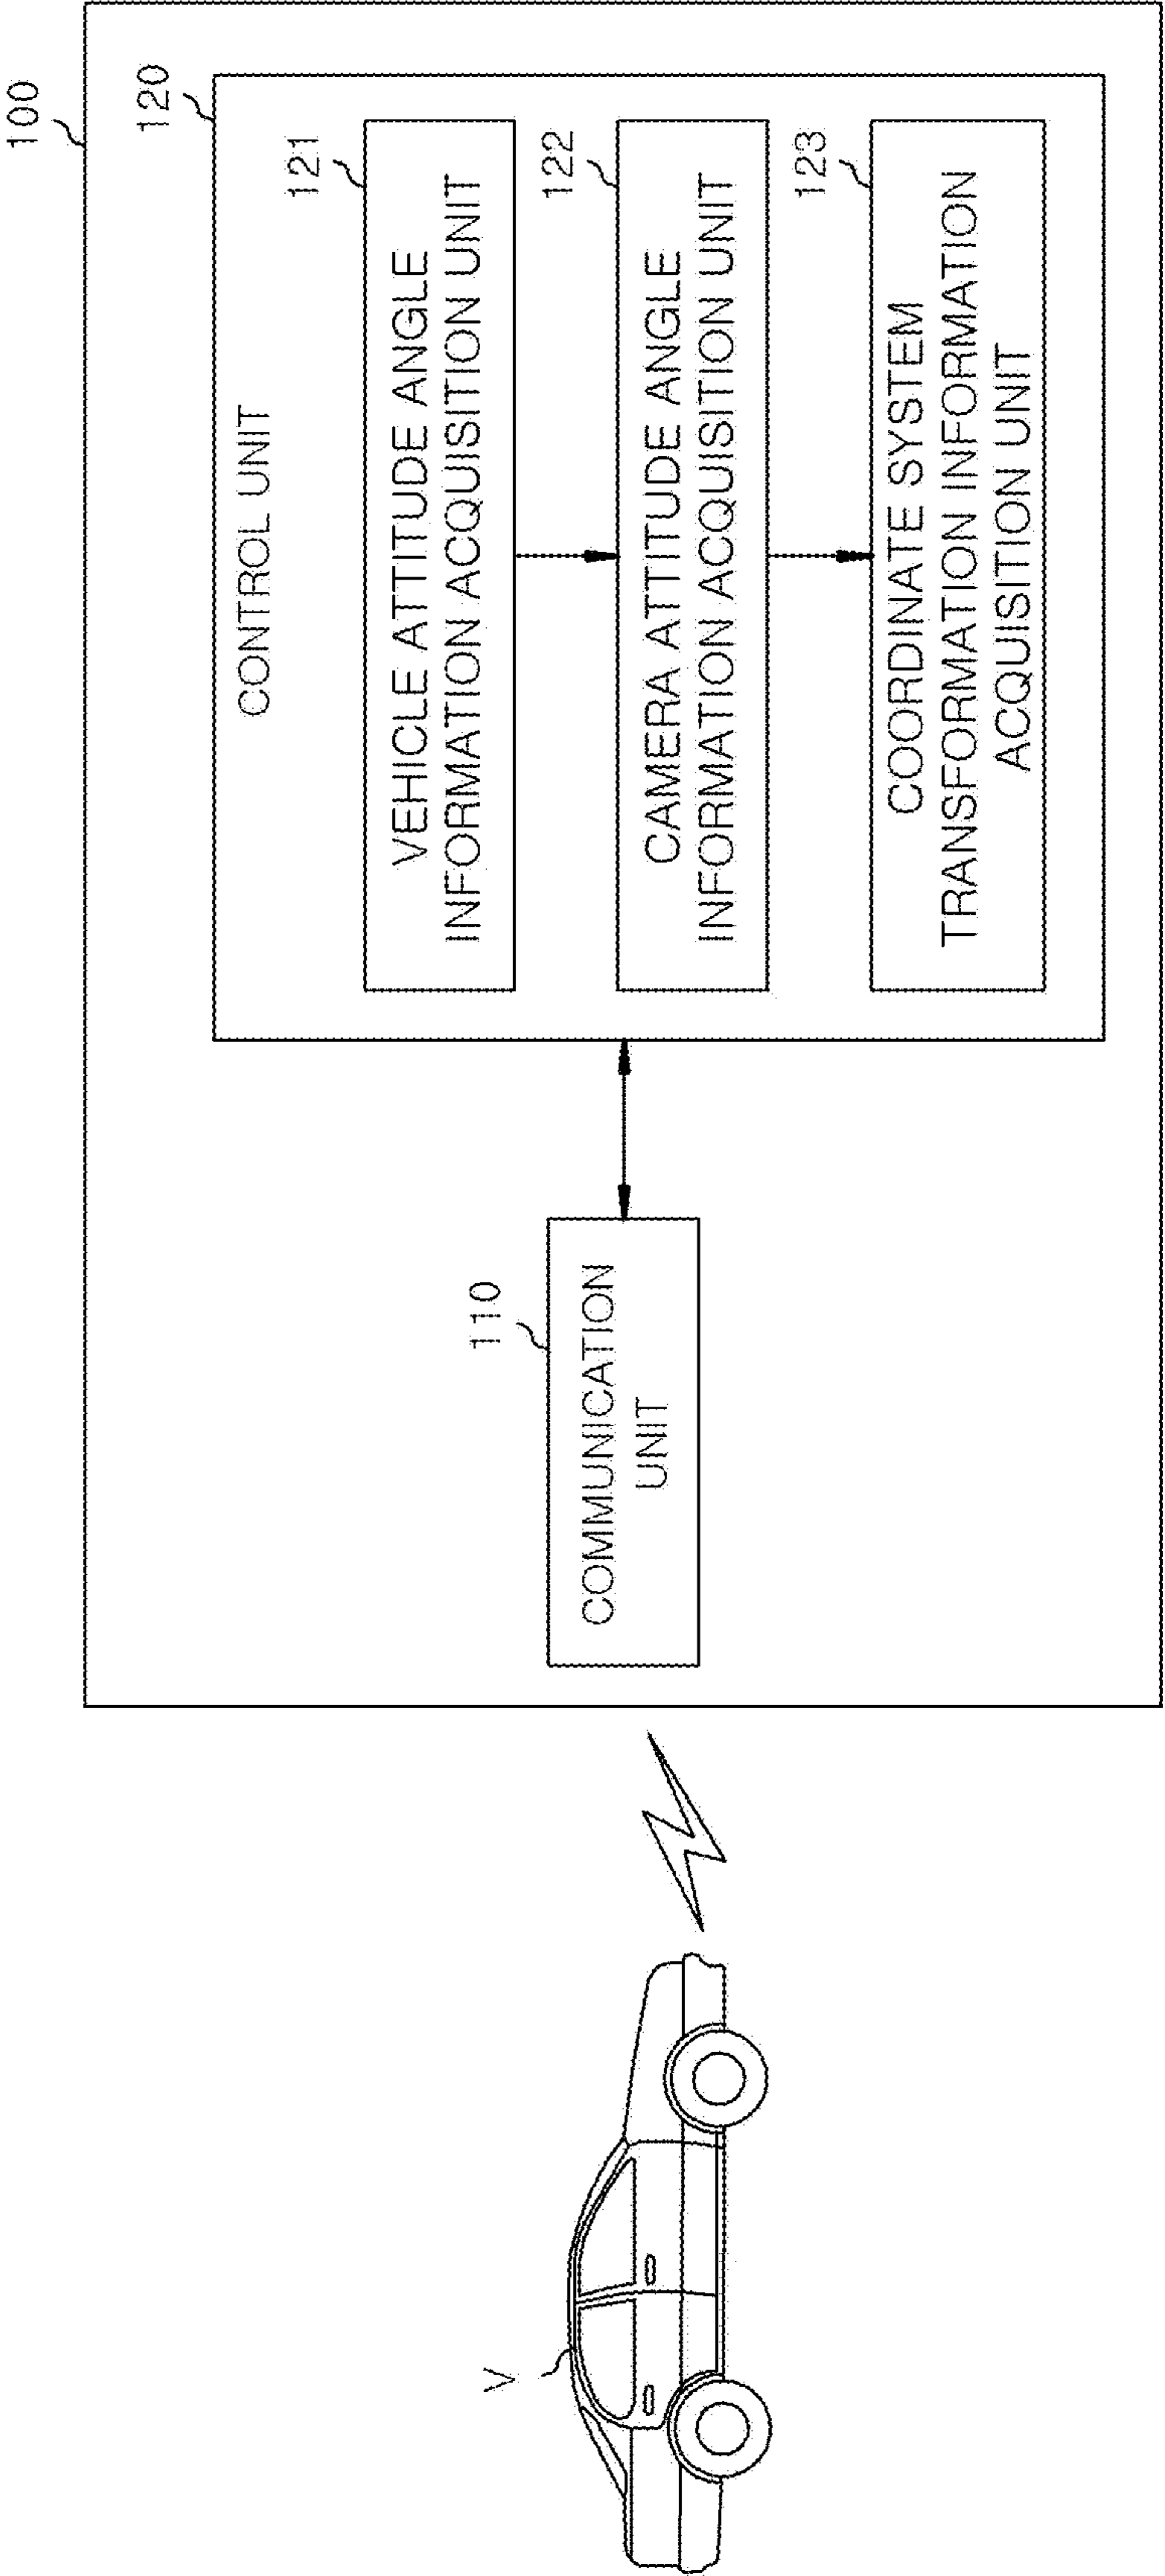 100
120
CONTROL UNIT
121
VEHICLE ATTITUDE ANGLE
INFORMATION ACQUISITION UNIT
122
CAMERA ATTITUDE ANGLE
INFORMATION ACQUISITION UNIT
123
COORDINATE SYSTEM
TRANSFORMATION INFORMATION
ACQUISITION UNIT
110
COMMUNICATION
UNIT
V